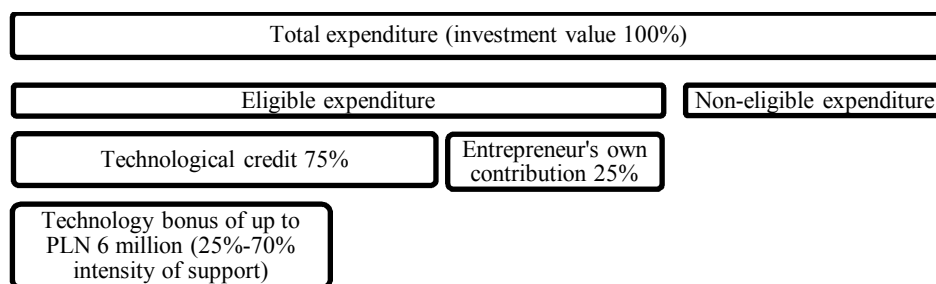 Total expenditure (investment value 100%)
Eligible expenditure
Non-eligible expenditure
Technological credit 75%
Entrepreneur's own
contribution 25%
Technology bonus of up to
PLN 6 million (25%-70%
intensity of support)